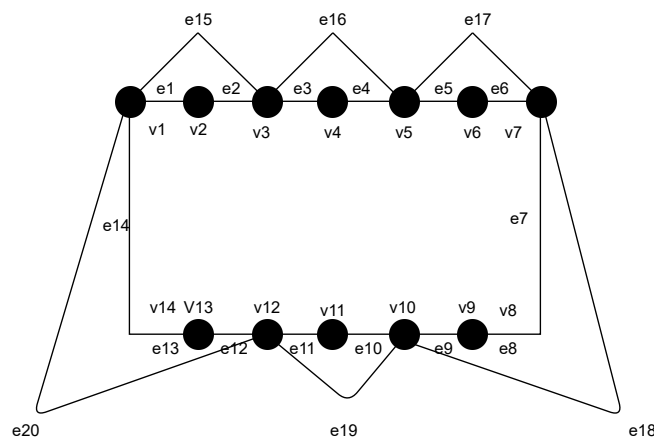 e15 e16 e17
e1 e2 e3 e4 e5 e6
v1 v2 v3 v4 v5 v6 v7
e14 e7
v14 V13 v12 v11 v10 v9 v8
e13 e12 e11 e10 e9 e8
e20 e19 e18